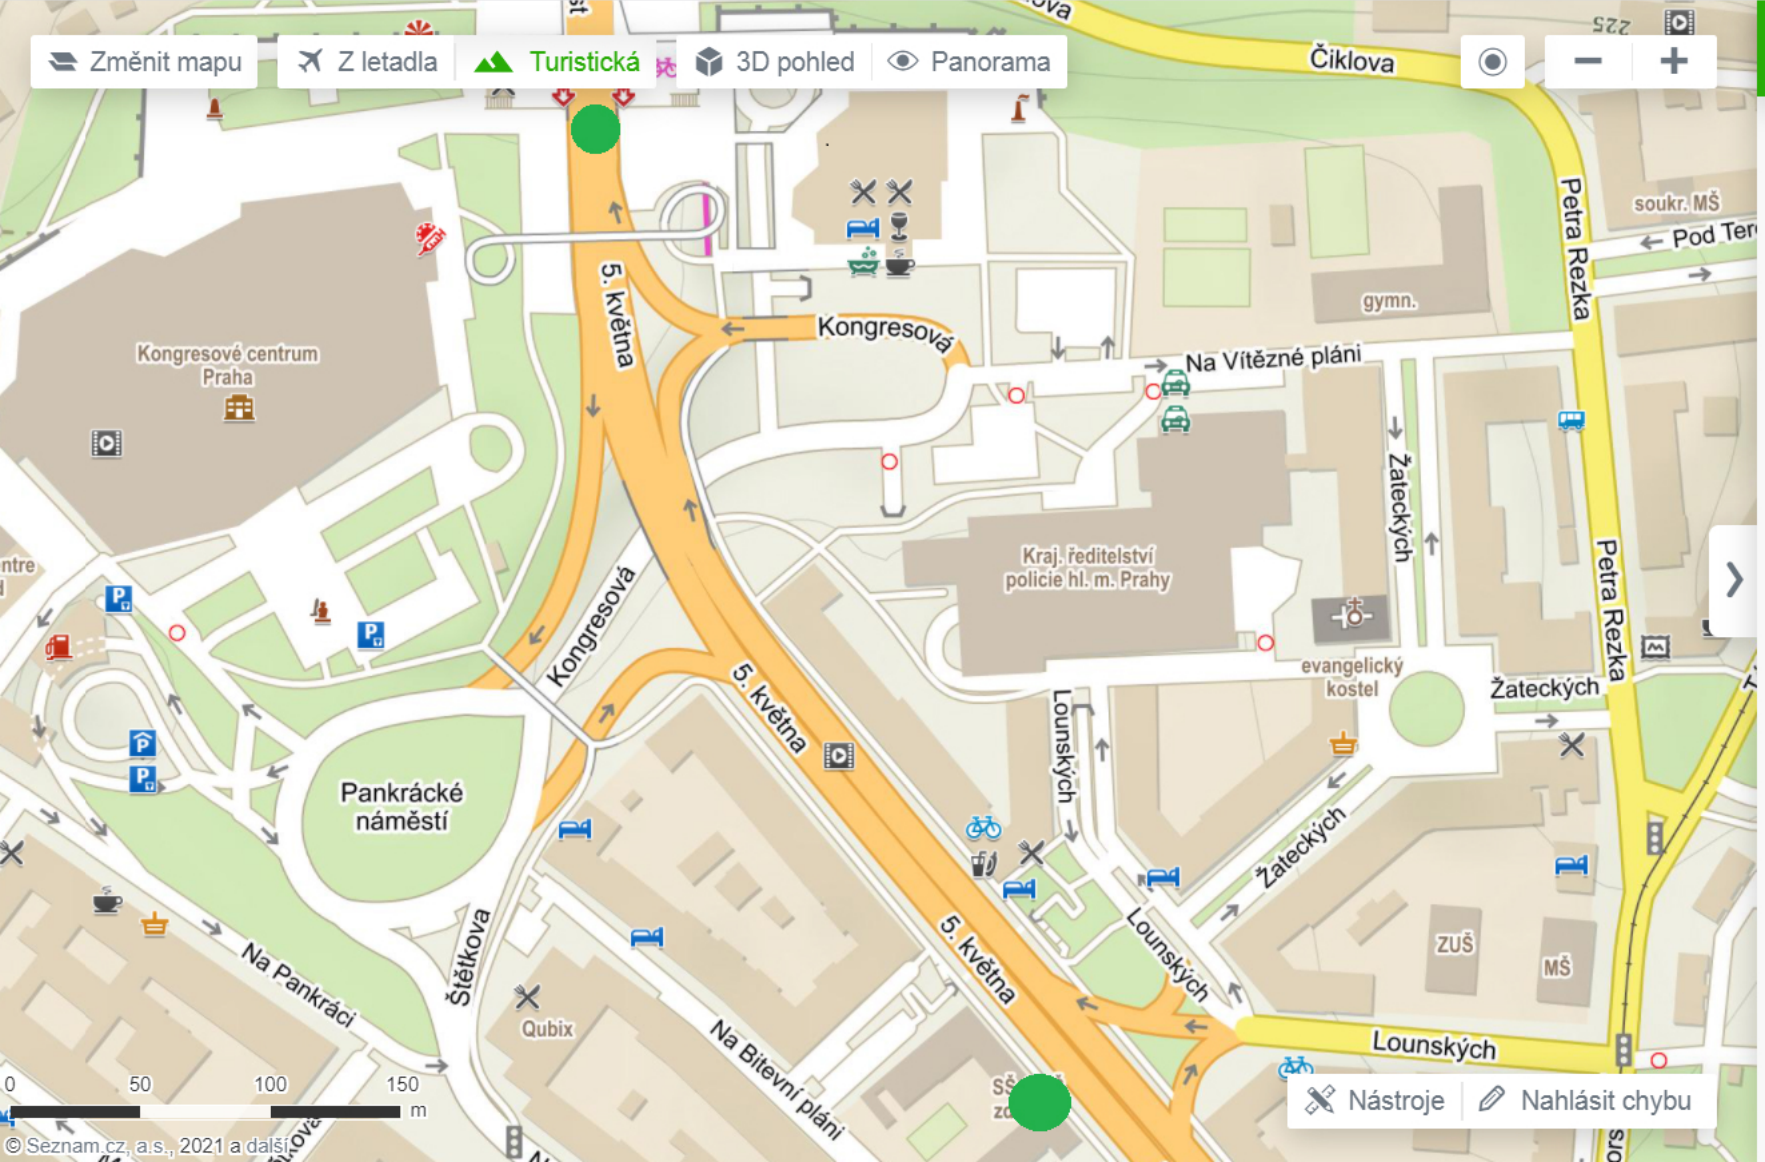 Čiklova
225
Změnit mapu
Z letadla
Turistická
3D pohled
Panorama
Petra Rezka
soukr. MŠ
5. května
gymn.
Kongresová
Na Vítězné pláni
Kongresové centrum
Praha
Žateckých
Kraj. ředitelství
policie hl. m. Prahy
Petra Rezka
Kongresová
evangelický
kostel
Žateckých
5. května
Lounských
Pankrácké
náměstí
Žateckých
Štětkova
5. května
Lounských
ZUŠ
MŠ
Na Pankráci
Qubix
Na Bitevní pláni
Lounských
0 50 100 150
m
Nástroje
Nahlásit chybu
© Seznam.cz, a.s., 2021 a další